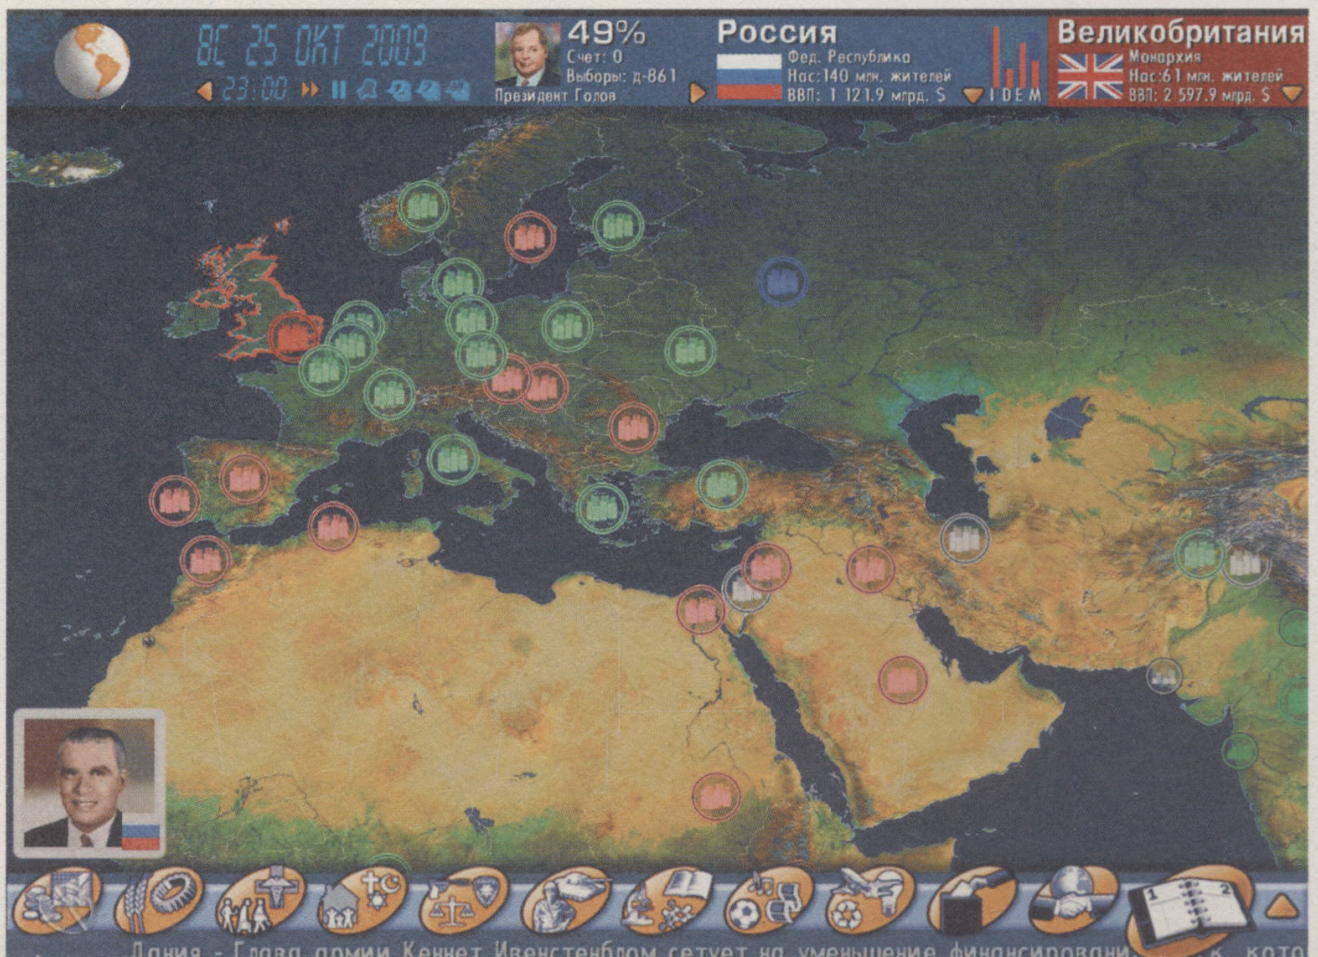 ВС 25 ОКТ 2009
23:00
49%
Счет: 0
Выборы: д-861
Президент Голов
Россия
Фед. Республика
Нас:140 млн. жителей
ВВП: 1 121.9 млрд. $
I D E M
Великобритания
Монархия
Нас:61 млн. жителей
ВВП: 2 597.9 млрд. $
1 2
Дания - Глава армии Кеннет Ивенстенблом сетует на уменьшение